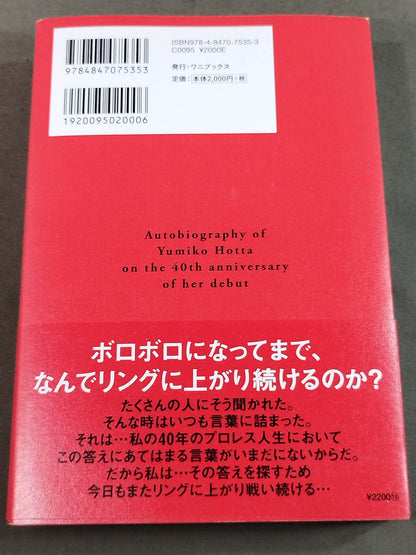 ISBN978-4-8470-7535-3
C0095 ¥2000E
発行・ワニブックス
定価：本体2,000円+税
9784847075353
1920095020006
Autobiography of
Yumiko Hotta
on the 40th anniversary
of her debut
ボロボロになってまで、
なんでリングに上がり続けるのか?
たくさんの人にそう聞かれた。
そんな時はいつも言葉に詰まった。
それは…私の40年のプロレス人生において
この答えにあてはまる言葉がいまだにないからだ。
だから私は…その答えを探すため
今日もまたリングに上がり戦い続ける…